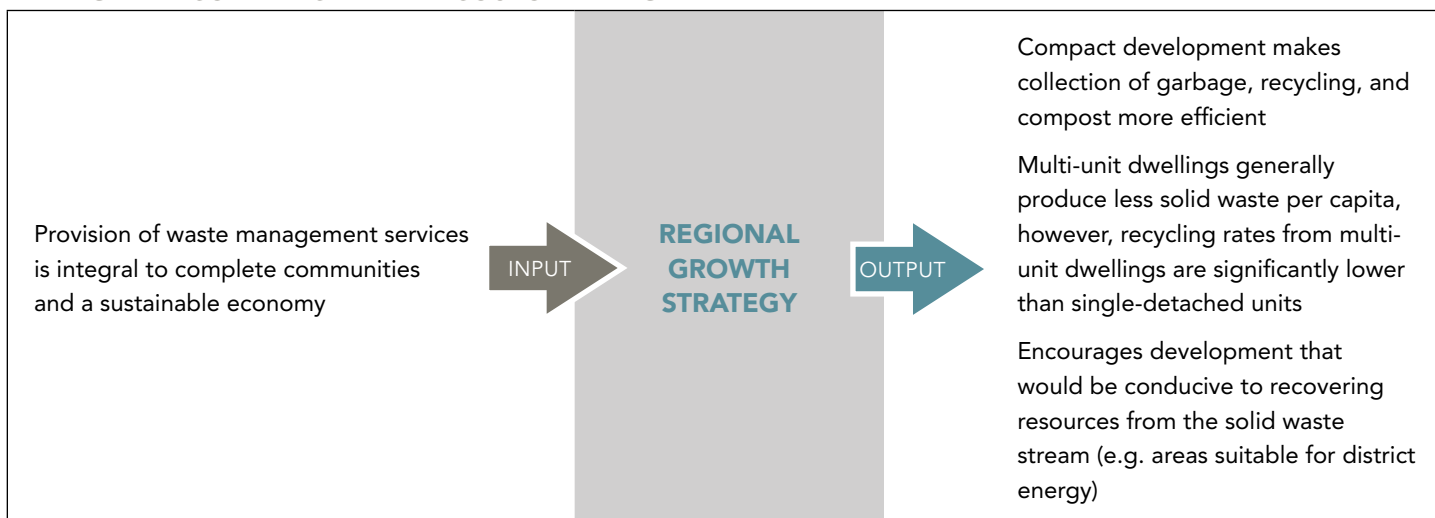 Provision of waste management services
is integral to complete communities
and a sustainable economy
INPUT
REGIONAL
GROWTH
STRATEGY
OUTPUT
Compact development makes
collection of garbage, recycling, and
compost more efficient
Multi-unit dwellings generally
produce less solid waste per capita,
however, recycling rates from multi-
unit dwellings are significantly lower
than single-detached units
Encourages development that
would be conducive to recovering
resources from the solid waste
stream (e.g. areas suitable for district
energy)